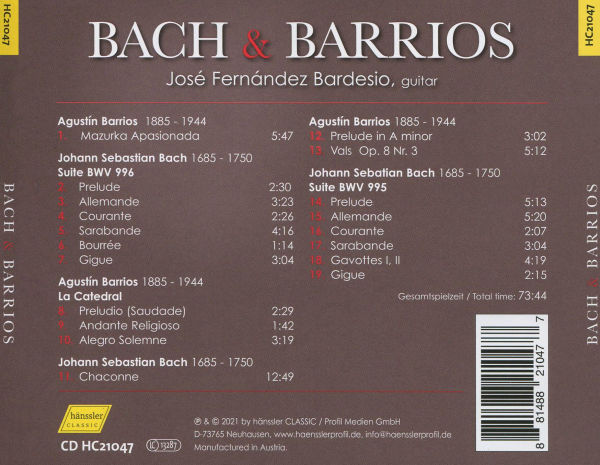 HC21047
BACH & BARRIOS
José Fernández Bardesio, guitar
HC21047
Agustín Barrios 1885 - 1944
1. Mazurka Apasionada 5:47
Johann Sebastian Bach 1685 - 1750
Suite BWV 996
2. Prelude 2:30
3. Allemande 3:23
4. Courante 2:26
5. Sarabande 4:16
6. Bourrée 1:14
7. Gigue 3:04
Agustín Barrios 1885 - 1944
La Catedral
8. Preludio (Saudade) 2:29
9. Andante Religioso 1:42
10. Alegro Solemne 3:19
Johann Sebastian Bach 1685 - 1750
11. Chaconne 12:49
Agustín Barrios 1885 - 1944
12. Prelude in A minor 3:02
13. Vals Op. 8 Nr. 3 5:12
Johann Sebatian Bach 1685 - 1750
Suite BWV 995
14. Prelude 5:13
15. Allemande 5:20
16. Courante 2:07
17. Sarabande 3:04
18. Gavottes I, II 4:19
19. Gigue 2:15
Gesamtspielzeit / Total time: 73:44
BACH & BARRIOS
BACH & BARRIOS
hänssler
CLASSIC
CD HC21047
LC 13287
℗ & © 2021 by hänssler CLASSIC / Profil Medien GmbH
D-73765 Neuhausen, www.haensslerprofil.de, info@haensslerprofil.de
Manufactured in Austria.
8 81488 21047 7